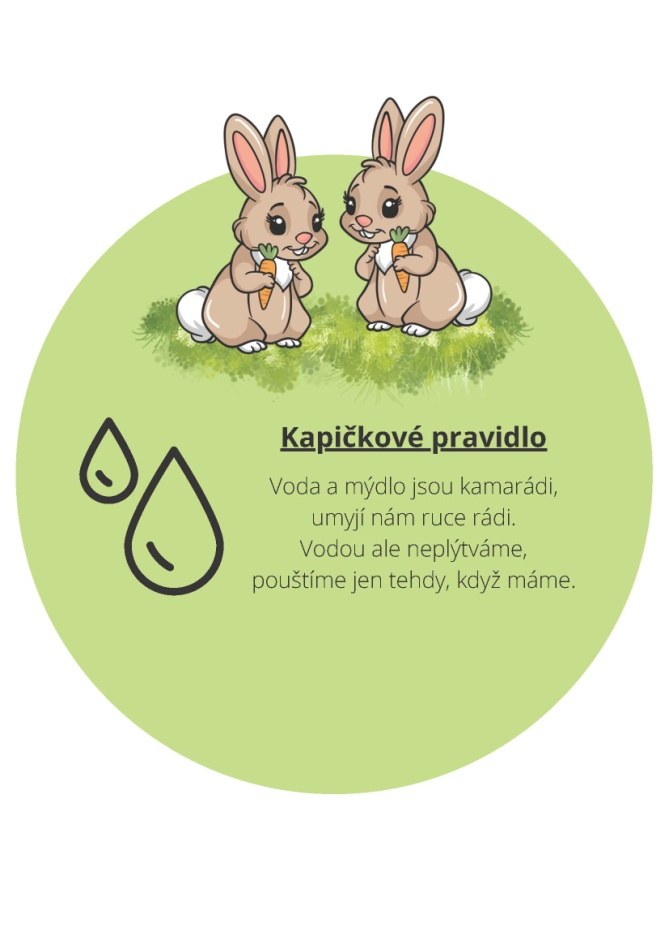 Kapičkové pravidlo
Voda a mýdlo jsou kamarádi,
umyjí nám ruce rádi.
Vodou ale neplýtváme,
pouštíme jen tehdy, když máme.